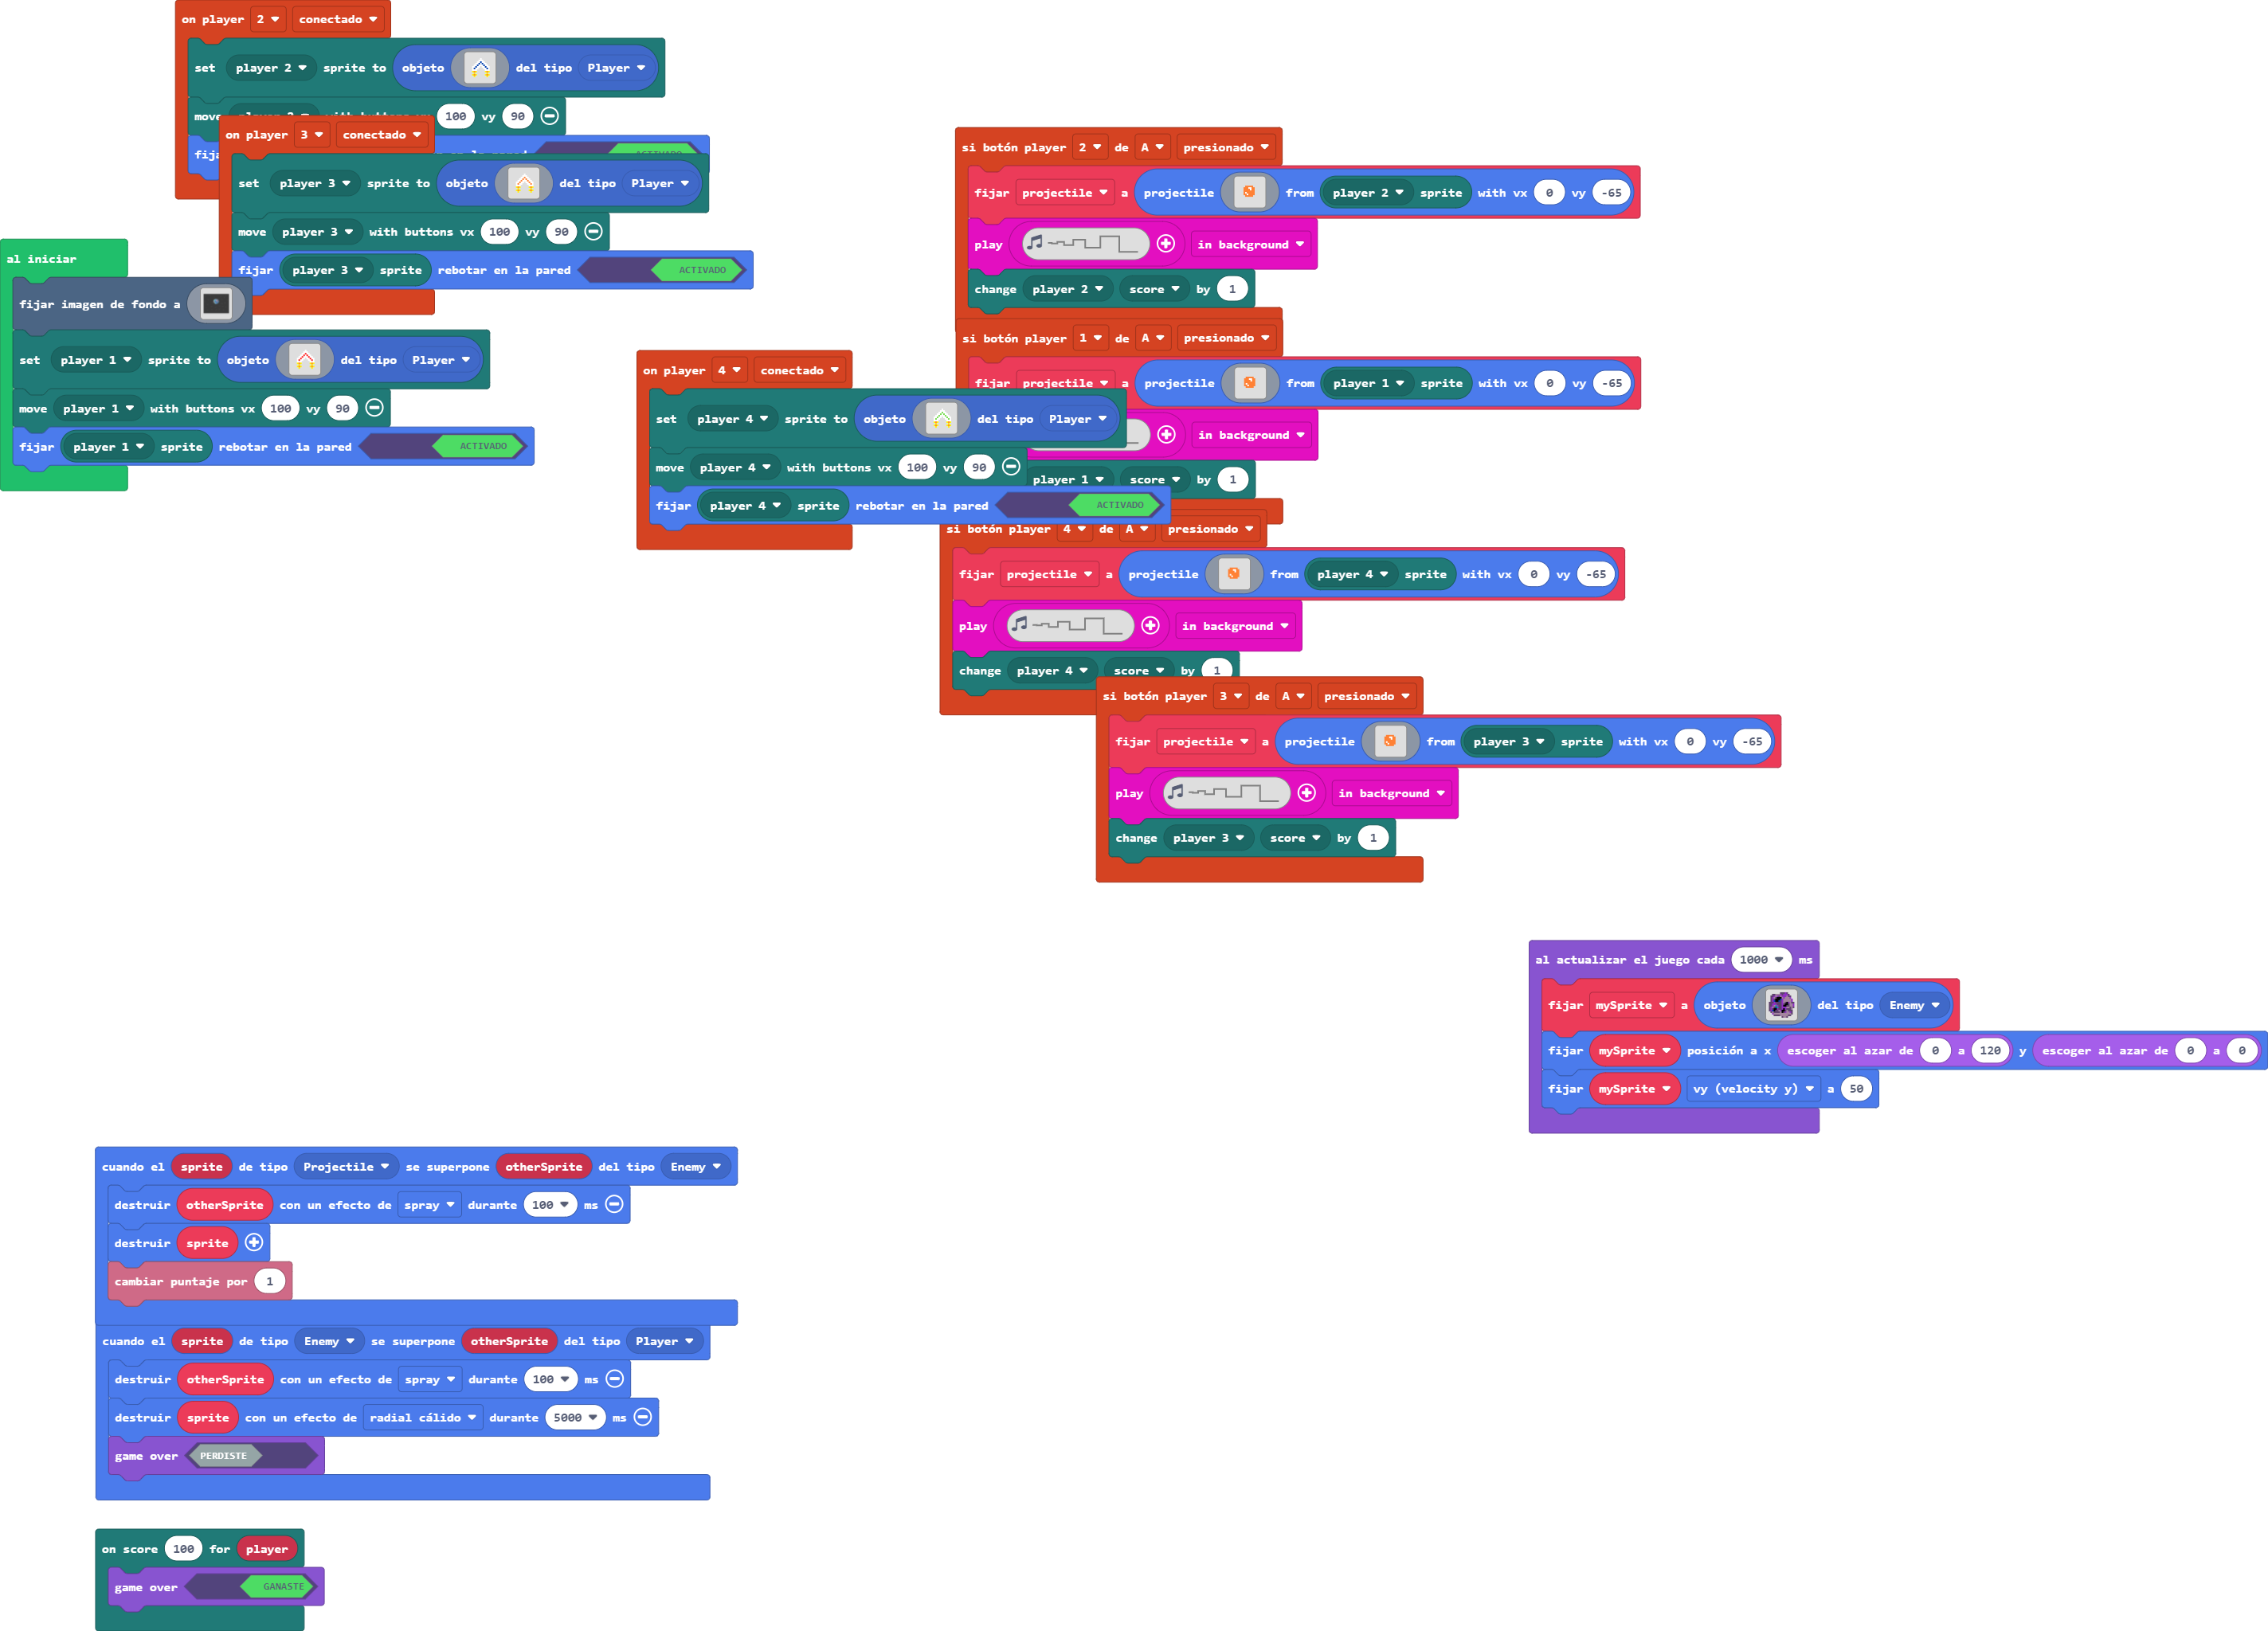 on player 2 conectado
set player 2 sprite to objeto del tipo Player
move with buttons vx 100 vy 90
fijar
ACTIVADO
on player 3 conectado
set player 3 sprite to objeto del tipo Player
move player 3 with buttons vx 100 vy 90
fijar player 3 sprite rebotar en la pared ACTIVADO
al iniciar
fijar imagen de fondo a
set player 1 sprite to objeto del tipo Player
move player 1 with buttons vx 100 vy 90
fijar player 1 sprite rebotar en la pared ACTIVADO
on player 4 conectado
set player 4 sprite to objeto del tipo Player
move player 4 with buttons vx 100 vy 90
fijar player 4 sprite rebotar en la pared ACTIVADO
si botón player 2 de A presionado
fijar projectile a projectile from player 2 sprite with vx 0 vy -65
play in background
change player 2 score by 1
si botón player 1 de A presionado
fijar projectile a projectile from player 1 sprite with vx 0 vy -65
in background
player 1 score by 1
si botón player 4 de A presionado
fijar projectile a projectile from player 4 sprite with vx 0 vy -65
play in background
change player 4 score by 1
si botón player 3 de A presionado
fijar projectile a projectile from player 3 sprite with vx 0 vy -65
play in background
change player 3 score by 1
al actualizar el juego cada 1000 ms
fijar mySprite a objeto del tipo Enemy
fijar mySprite posición a x escoger al azar de 0 a 120 y escoger al azar de 0 a 0
fijar mySprite vy (velocity y) a 50
cuando el sprite de tipo Projectile se superpone otherSprite del tipo Enemy
destruir otherSprite con un efecto de spray durante 100 ms
destruir sprite
cambiar puntaje por 1
cuando el sprite de tipo Enemy se superpone otherSprite del tipo Player
destruir otherSprite con un efecto de spray durante 100 ms
destruir sprite con un efecto de radial cálido durante 5000 ms
game over PERDISTE
on score 100 for player
game over GANASTE